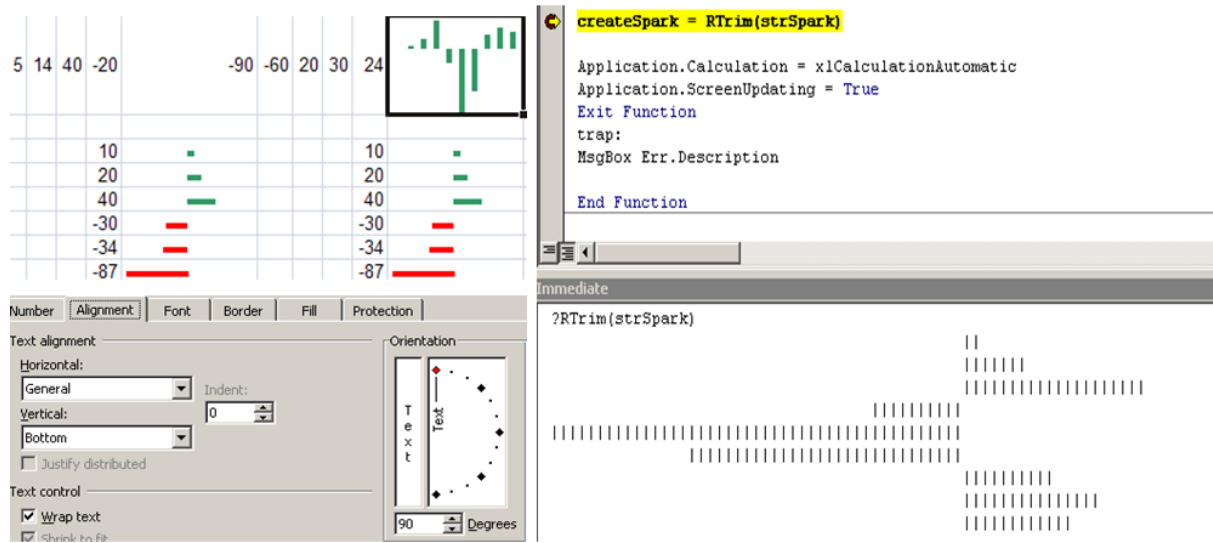 5 14 40 -20 -90 -60 20 30 24
10 10
20 20
40 40
-30 -30
-34 -34
-87 -87
Number Alignment Font Border Fill Protection
Text alignment
Horizontal:
General
Indent:
0
Vertical:
Bottom
Justify distributed
Text control
Wrap text
Shrink to fit
Orientation
Text
Text
90 Degrees
createSpark = RTrim(strSpark)
Application.Calculation = xlCalculationAutomatic
Application.ScreenUpdating = True
Exit Function
trap:
MsgBox Err.Description
End Function
Immediate
?RTrim(strSpark)
||
|||||||
||||||||||||||||||||
||||||||||
|||||||||||||||||||||||||||||||||||||||||||||
||||||||||||||||||||||||||||||
||||||||||
|||||||||||||||
||||||||||||